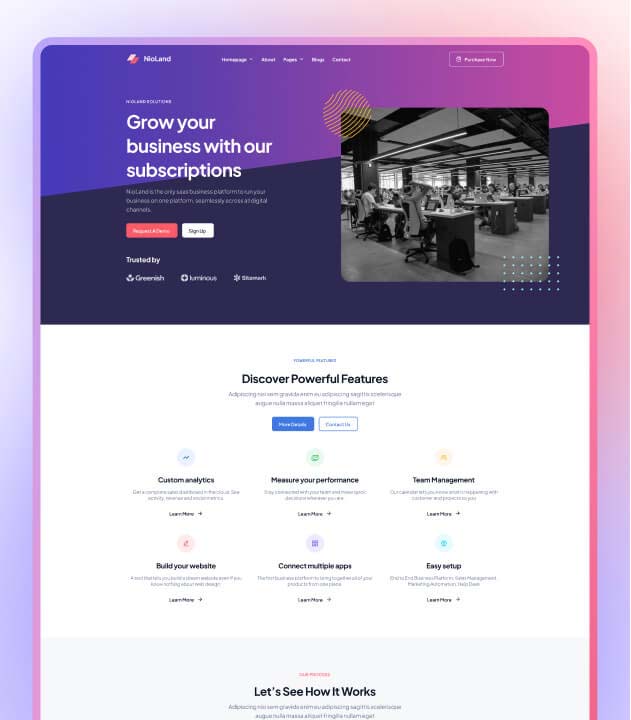 NioLand
Homepage About Pages Blogs Contact
Purchase Now
NIOLAND SOLUTIONS
Grow your
business with our
subscriptions
NioLand is the only saas business platform to run your
business on one platform, seamlessly across all digital
channels.
Request A Demo Sign Up
Trusted by
Greenish luminous Sitemark
POWERFUL FEATURES
Discover Powerful Features
Adipiscing nisi sem gravida enim eu adipiscing sagittis scelerisque
augue nulla massa aliquet fringilla nullam eget
More Details Contact Us
Custom analytics
Get a complete sales dashboard in the cloud. See
activity, revenue and social metrics
Learn More
Measure your performance
Stay connected with your team and make
decisions wherever you are
Learn More
Team Management
Our calendar lets you know what is happening with
customer and projects so you
Learn More
Build your website
A tool that lets you build a dream website even if you
know nothing about web design
Learn More
Connect multiple apps
The first business platform to bring together all of your
products from one place
Learn More
Easy setup
End to End Business Platform, Sales Management,
Marketing Automation, Help Desk
Learn More
OUR PROCESS
Let's See How It Works
Adipiscing nisi sem gravida enim eu adipiscing sagittis scelerisque
augue nulla massa aliquet fringilla nullam eget